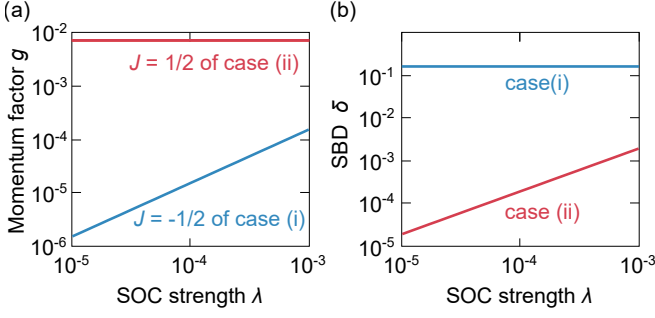 (a)
(b)
10⁻²
10⁻³
10⁻⁴
10⁻⁵
10⁻⁶
Momentum factor g
J = 1/2 of case (ii)
J = -1/2 of case (i)
10⁻⁵
10⁻⁴
10⁻³
SOC strength λ
10⁻¹
10⁻²
10⁻³
10⁻⁴
10⁻⁵
SBD δ
case(i)
case (ii)
10⁻⁵
10⁻⁴
10⁻³
SOC strength λ